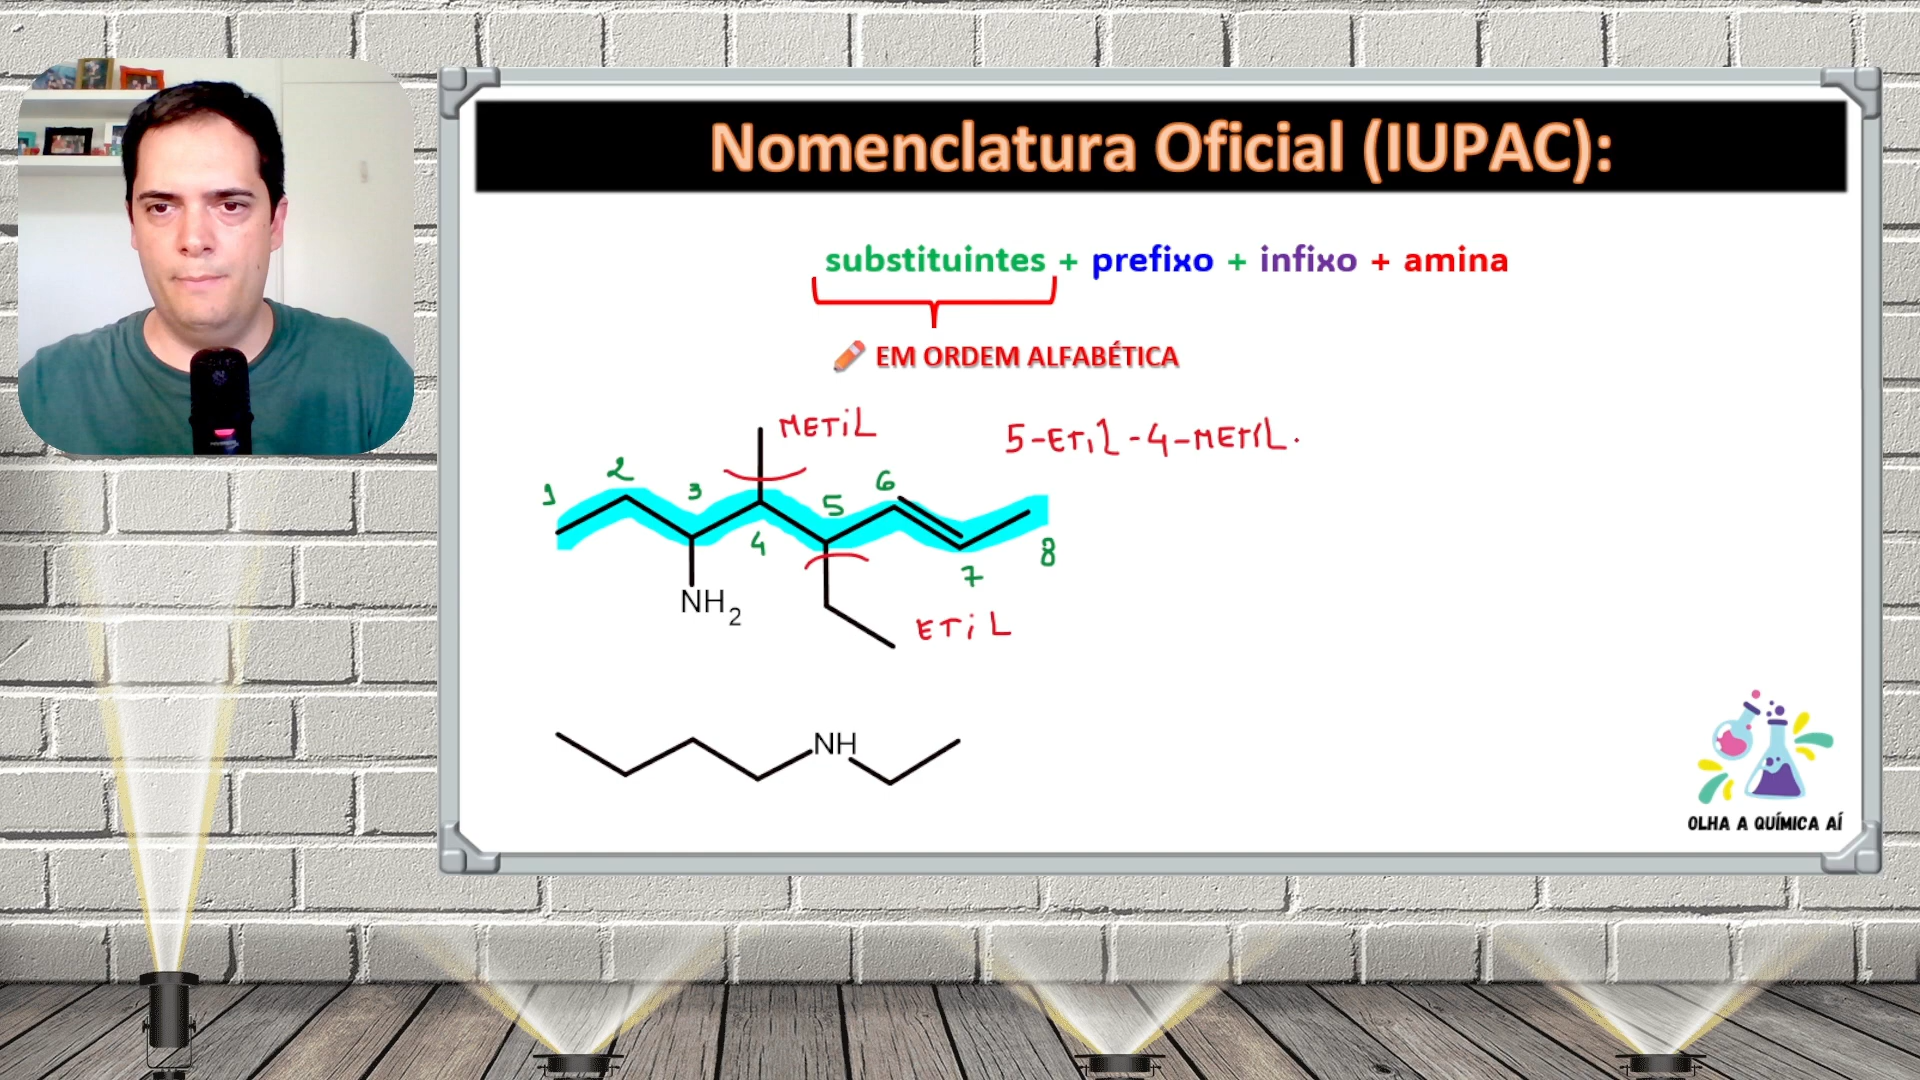 Nomenclatura Oficial (IUPAC):
substituintes + prefixo + infixo + amina
EM ORDEM ALFABÉTICA
METiL
5-ETiL-4-METiL.
1 2 3 4 5 6 7 8
NH2
ETiL
NH
OLHA A QUÍMICA AÍ